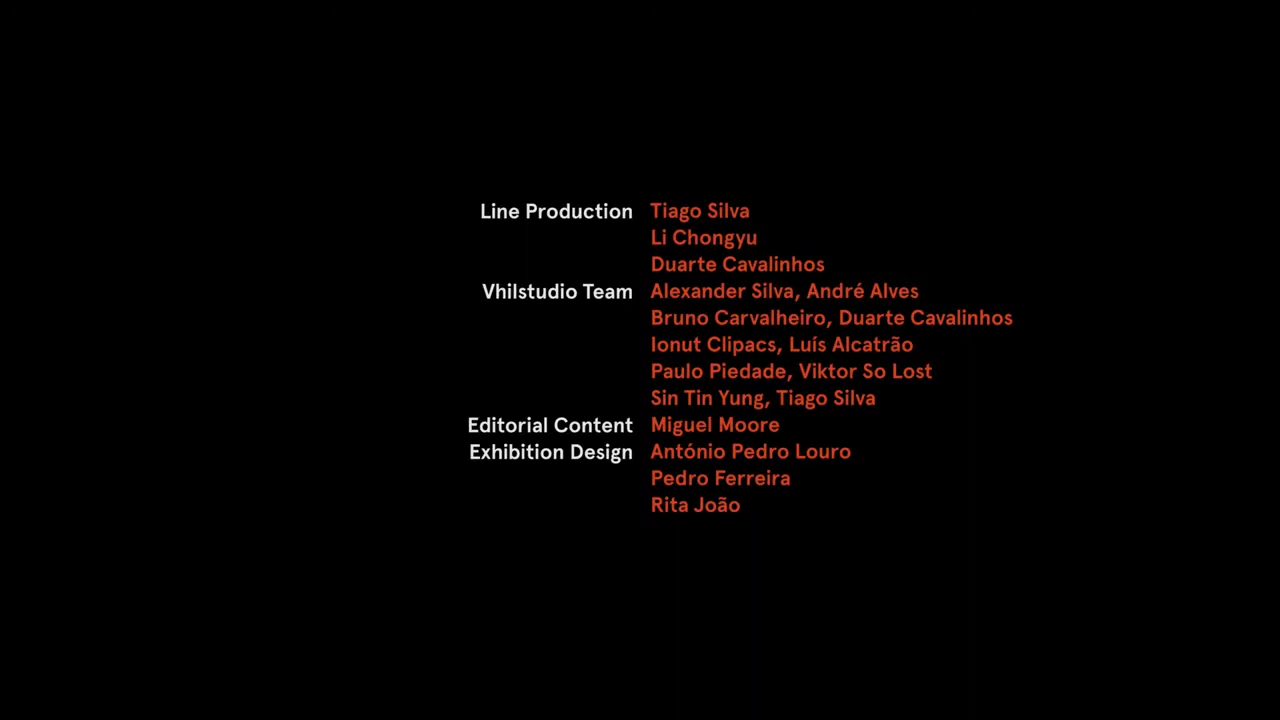 Line Production Tiago Silva
Li Chongyu
Duarte Cavalinhos
Vhilstudio Team Alexander Silva, André Alves
Bruno Carvalheiro, Duarte Cavalinhos
Ionut Clipacs, Luís Alcatrão
Paulo Piedade, Viktor So Lost
Sin Tin Yung, Tiago Silva
Editorial Content Miguel Moore
Exhibition Design António Pedro Louro
Pedro Ferreira
Rita João